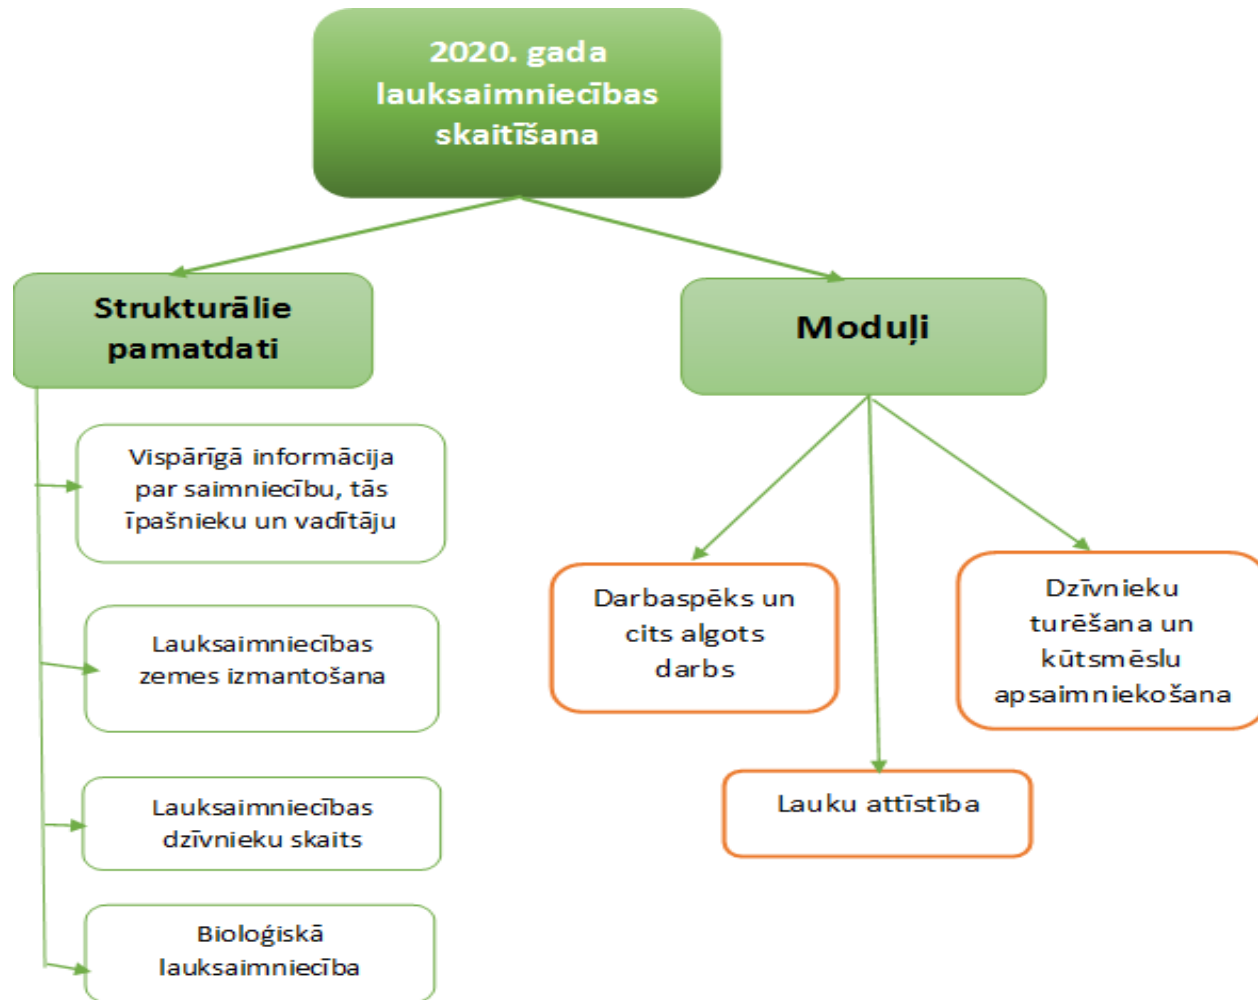 2020. gada
lauksaimniecības
skaitīšana
Strukturālie
pamatdati
Vispārīgā informācija
par saimniecību, tās
īpašnieku un vadītāju
Lauksaimniecības
zemes izmantošana
Lauksaimniecības
dzīvnieku skaits
Bioloģiskā
lauksaimniecība
Moduļi
Darbaspēks un
cits algots
darbs
Lauku attīstība
Dzīvnieku
turēšana un
kūtsmēslu
apsaimniekošana